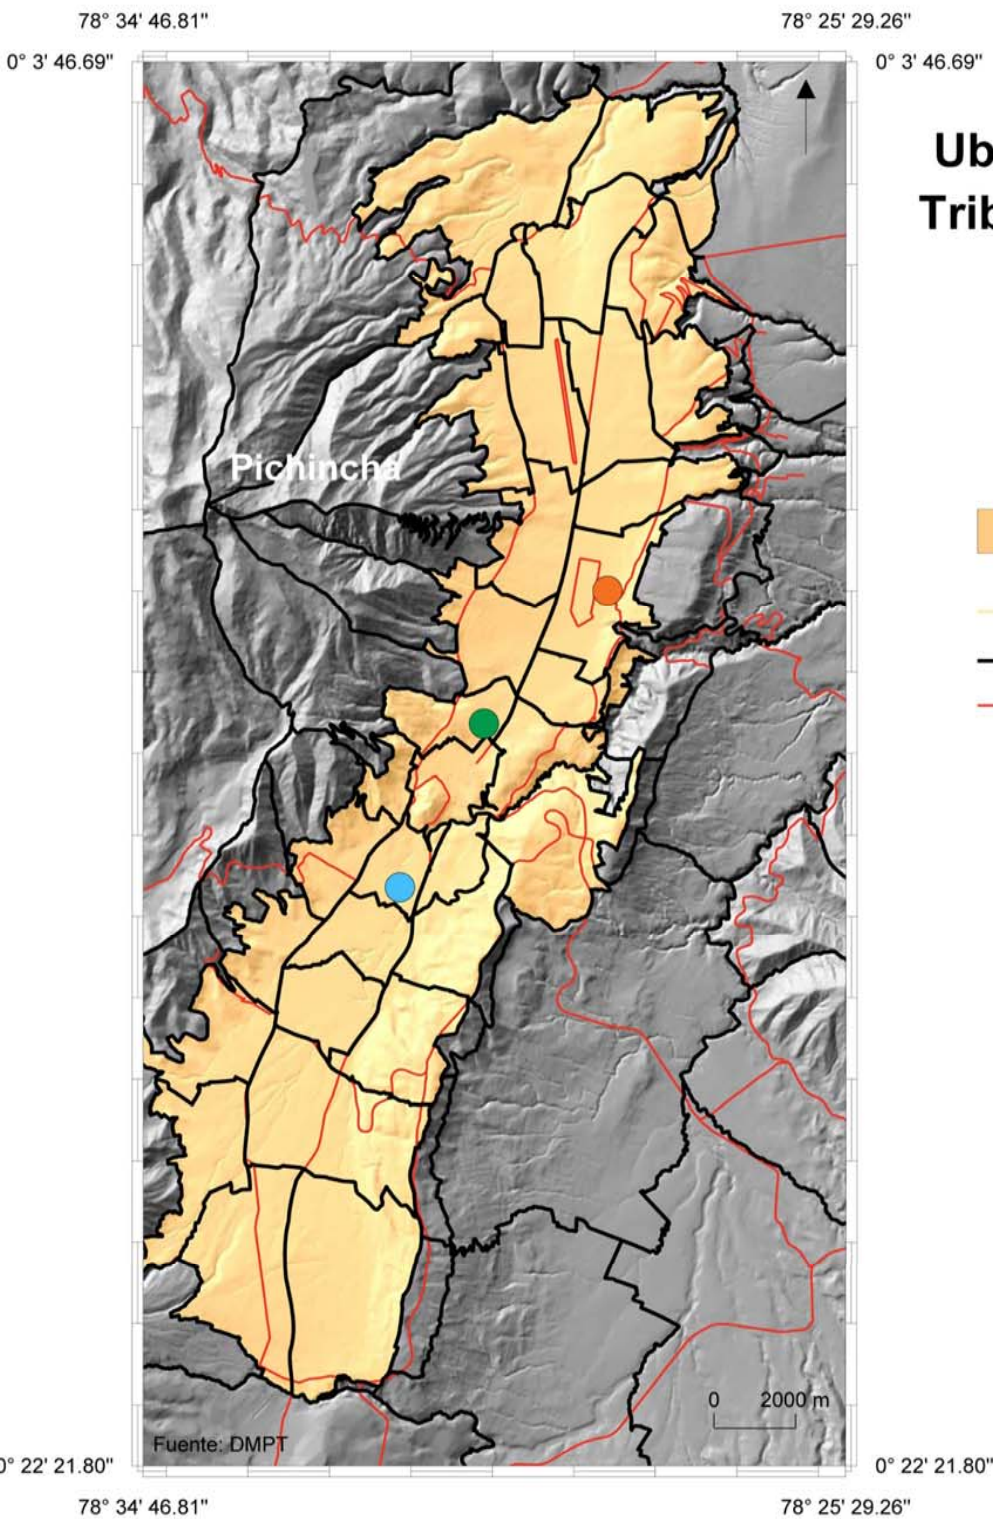 78° 34' 46.81" 78° 25' 29.26"
0° 3' 46.69" 0° 3' 46.69"
Ub
Trib
Pichincha
0 2000 m
Fuente: DMPT
0° 22' 21.80" 0° 22' 21.80"
78° 34' 46.81" 78° 25' 29.26"